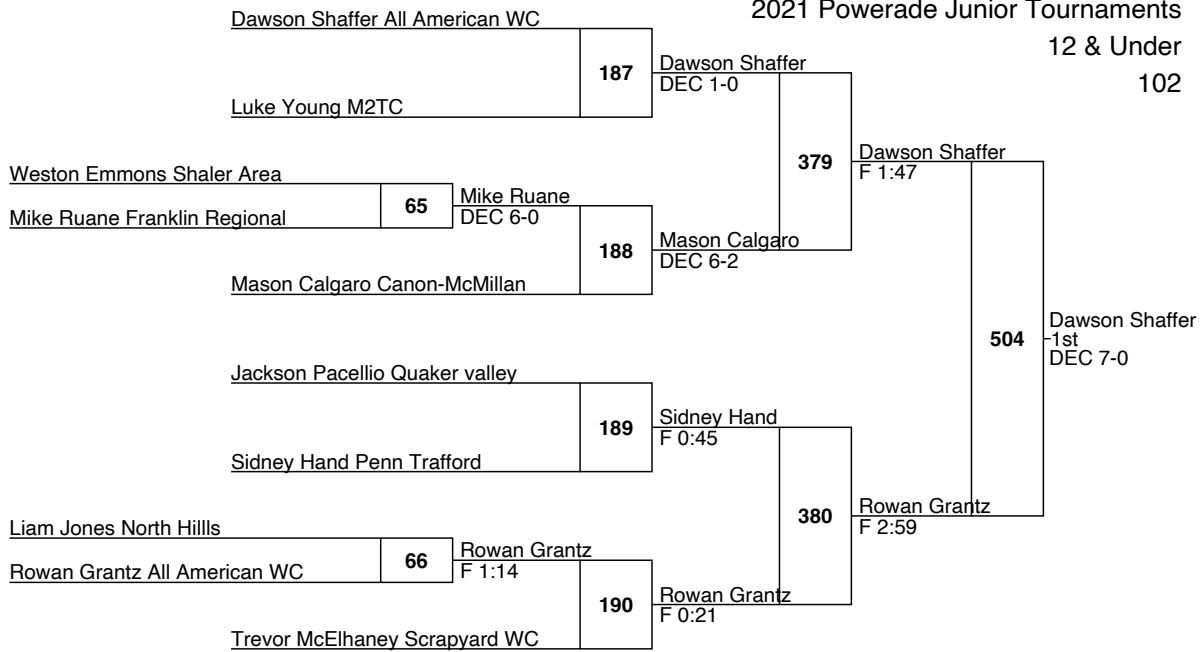 2021 Powerade Junior Tournaments
12 & Under
102
Dawson Shaffer All American WC
187
Luke Young M2TC
Dawson Shaffer
DEC 1-0
Weston Emmons Shaler Area
65
Mike Ruane Franklin Regional
Mike Ruane
DEC 6-0
188
Mason Calgaro Canon-McMillan
Mason Calgaro
DEC 6-2
379
Dawson Shaffer
F 1:47
Jackson Pacellio Quaker valley
189
Sidney Hand Penn Trafford
Sidney Hand
F 0:45
Liam Jones North Hillls
66
Rowan Grantz All American WC
Rowan Grantz
F 1:14
190
Trevor McElhaney Scrapyard WC
Rowan Grantz
F 0:21
380
Rowan Grantz
F 2:59
504
Dawson Shaffer
1st
DEC 7-0